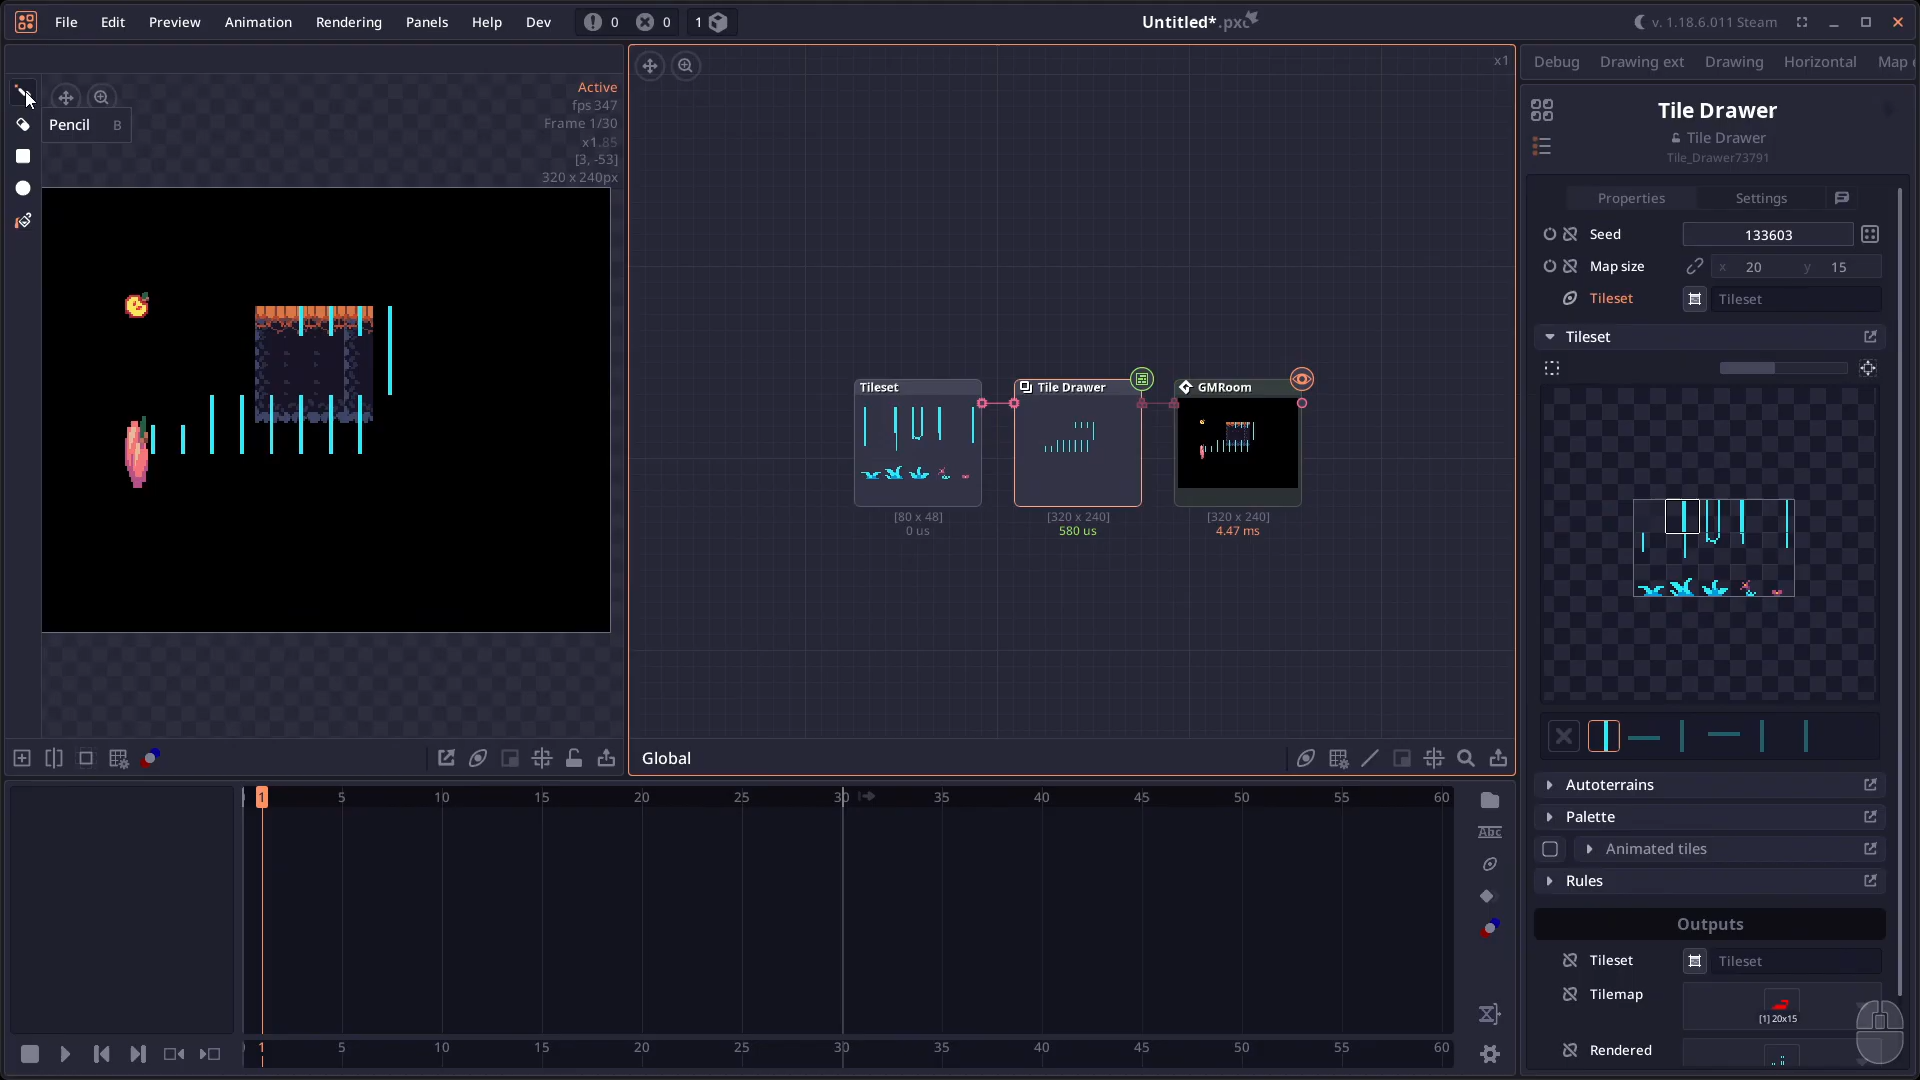 File Edit Preview Animation Rendering Panels Help Dev 0 0 1 Untitled*.pxc v. 1.18.6.011 Steam
Pencil B
Active
fps 347
Frame 1/30
x1.85
[3, -53]
320 x 240px
x1
Tileset
[80 x 48]
0 us
Tile Drawer
[320 x 240]
580 us
GMRoom
[320 x 240]
4.47 ms
Global
Debug Drawing ext Drawing Horizontal Map
Tile Drawer
Tile Drawer
Tile_Drawer73791
Properties Settings
Seed 133603
Map size x 20 y 15
Tileset Tileset
Tileset
Autoterrains
Palette
Animated tiles
Rules
Outputs
Tileset Tileset
Tilemap
[1] 20x15
Rendered
1 5 10 15 20 25 30 35 40 45 50 55 60
Abc
1 5 10 15 20 25 30 35 40 45 50 55 60